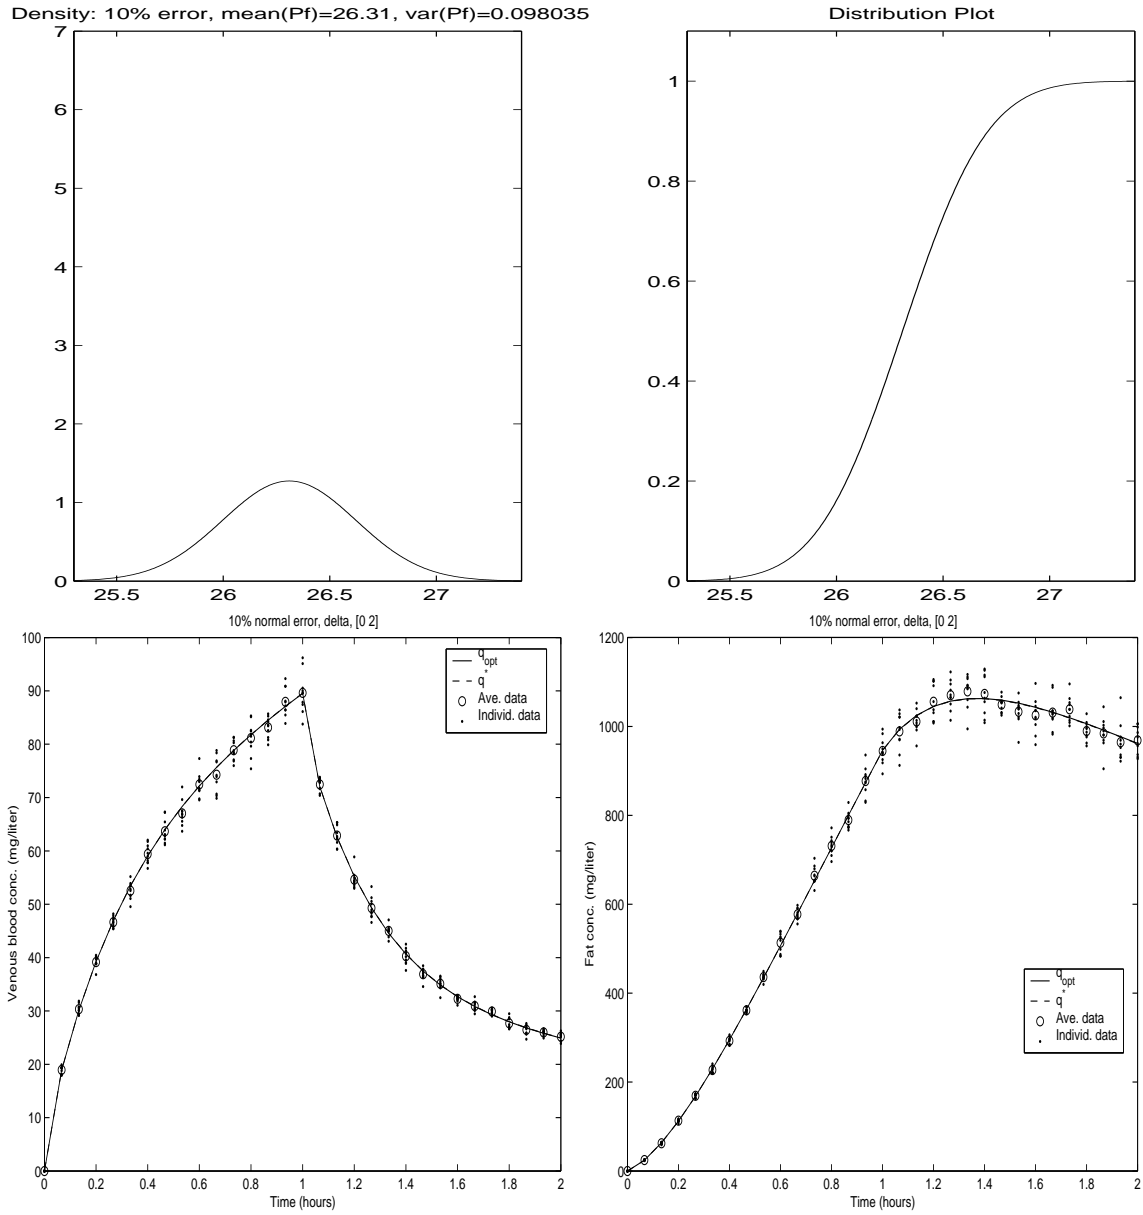 Density: 10% error, mean(Pf)=26.31, var(Pf)=0.098035
7
6
5
4
3
2
1
0
25.5 26 26.5 27
Distribution Plot
1
0.8
0.6
0.4
0.2
0
25.5 26 26.5 27
10% normal error, delta, [0 2]
100
90
80
70
60
50
40
30
20
10
0
Venous blood conc. (mg/liter)
q_opt
q*
Ave. data
Individ. data
0 0.2 0.4 0.6 0.8 1 1.2 1.4 1.6 1.8 2
Time (hours)
10% normal error, delta, [0 2]
1200
1000
800
600
400
200
0
Fat conc. (mg/liter)
q_opt
q*
Ave. data
Individ. data
0 0.2 0.4 0.6 0.8 1 1.2 1.4 1.6 1.8 2
Time (hours)